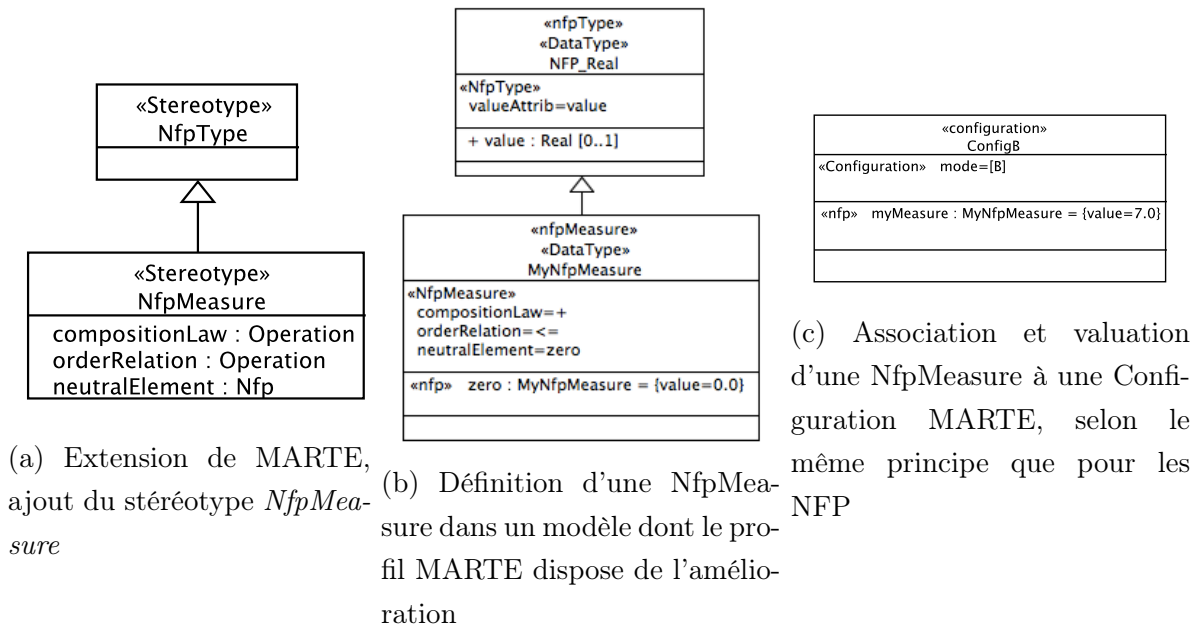 «Stereotype»
NfpType
«Stereotype»
NfpMeasure
compositionLaw : Operation
orderRelation : Operation
neutralElement : Nfp
(a) Extension de MARTE,
ajout du stéréotype NfpMea-
sure
«nfpType»
«DataType»
NFP_Real
«NfpType»
valueAttrib=value
+ value : Real [0..1]
«nfpMeasure»
«DataType»
MyNfpMeasure
«NfpMeasure»
compositionLaw=+
orderRelation=<=
neutralElement=zero
«nfp» zero : MyNfpMeasure = {value=0.0}
(b) Définition d'une NfpMea-
sure dans un modèle dont le pro-
fil MARTE dispose de l'amélio-
ration
«configuration»
ConfigB
«Configuration» mode=[B]
«nfp» myMeasure : MyNfpMeasure = {value=7.0}
(c) Association et valuation
d'une NfpMeasure à une Confi-
guration MARTE, selon le
même principe que pour les
NFP